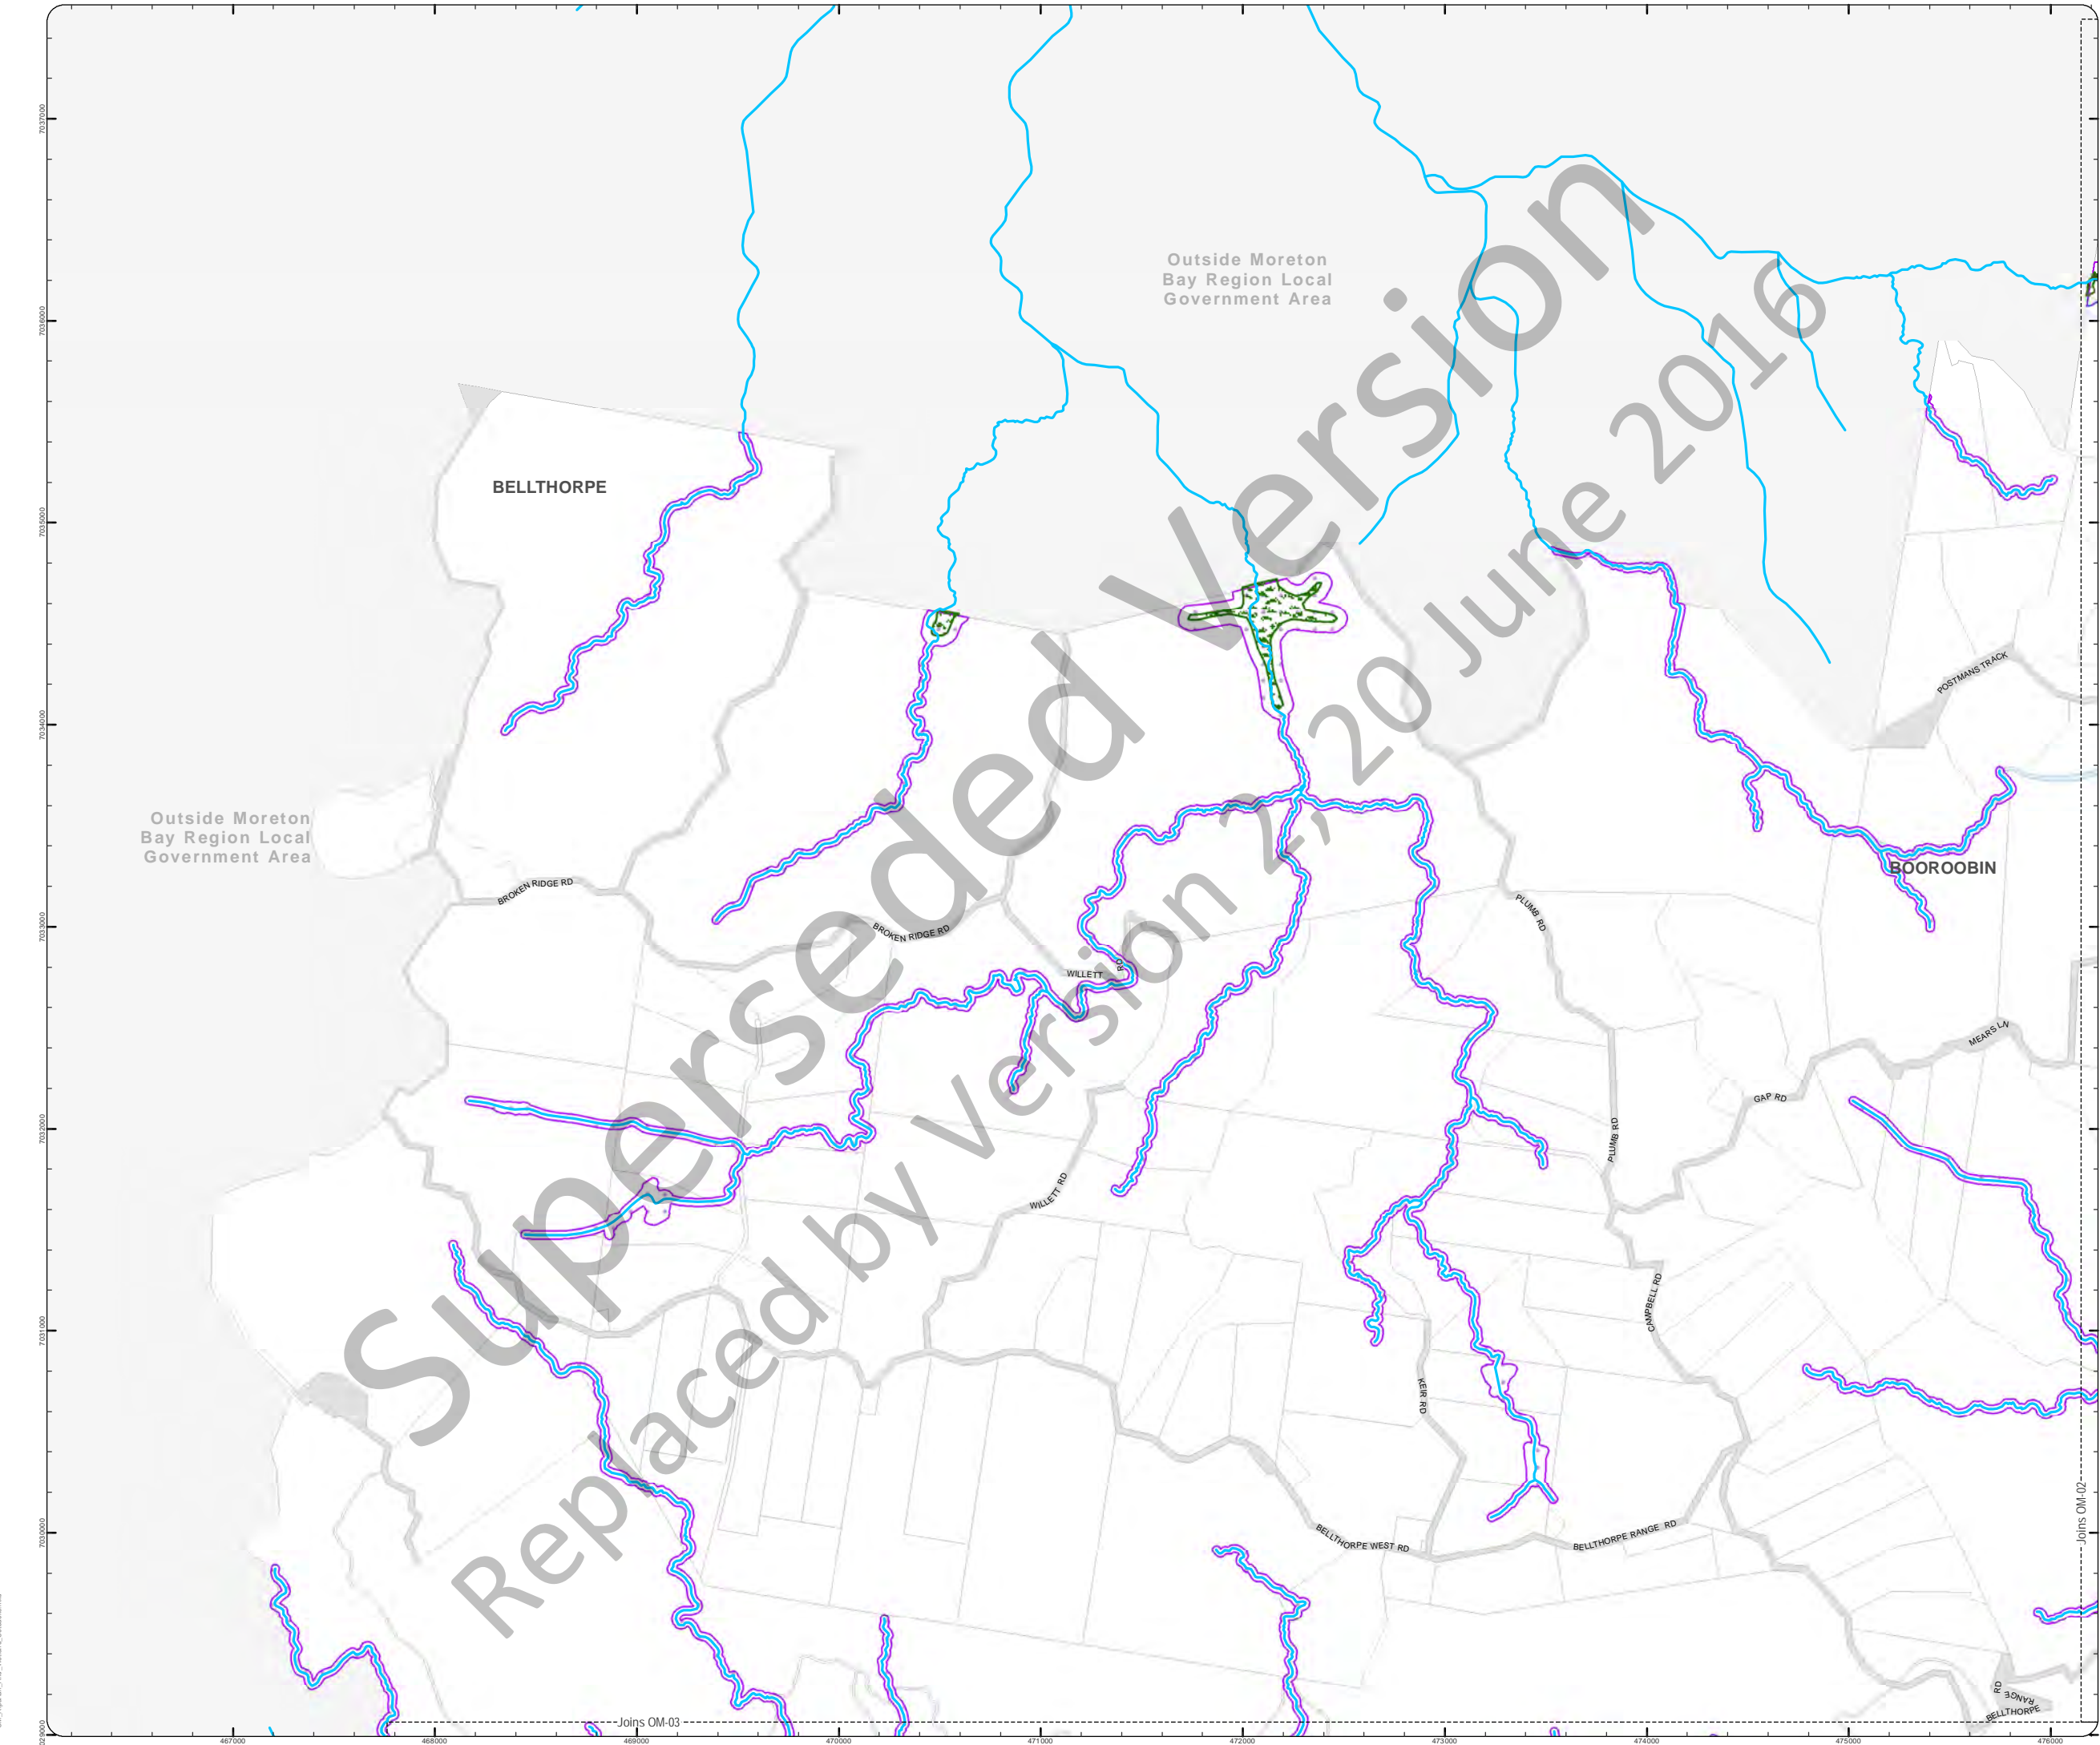 Outside Moreton
Bay Region Local
Government Area
BELLTHORPE
POSTMANS TRACK
Outside Moreton
Bay Region Local
Government Area
BOOROOBIN
BROKEN RIDGE RD
BROKEN RIDGE RD
PLUMB RD
WILLETT
RD
MEARS LN
GAP RD
PLUMB RD
WILLETT RD
CAMPBELL RD
KEIR RD
BELLTHORPE WEST RD
BELLTHORPE RANGE RD
RD
RANGE
BELLTHORPE
Joins OM-02
Joins OM-03
Superseded Version
Replaced by Version 2, 20 June 2016
7037000
7036000
7035000
7034000
7033000
7032000
7031000
7030000
467000
468000
469000
470000
471000
472000
473000
474000
475000
476000